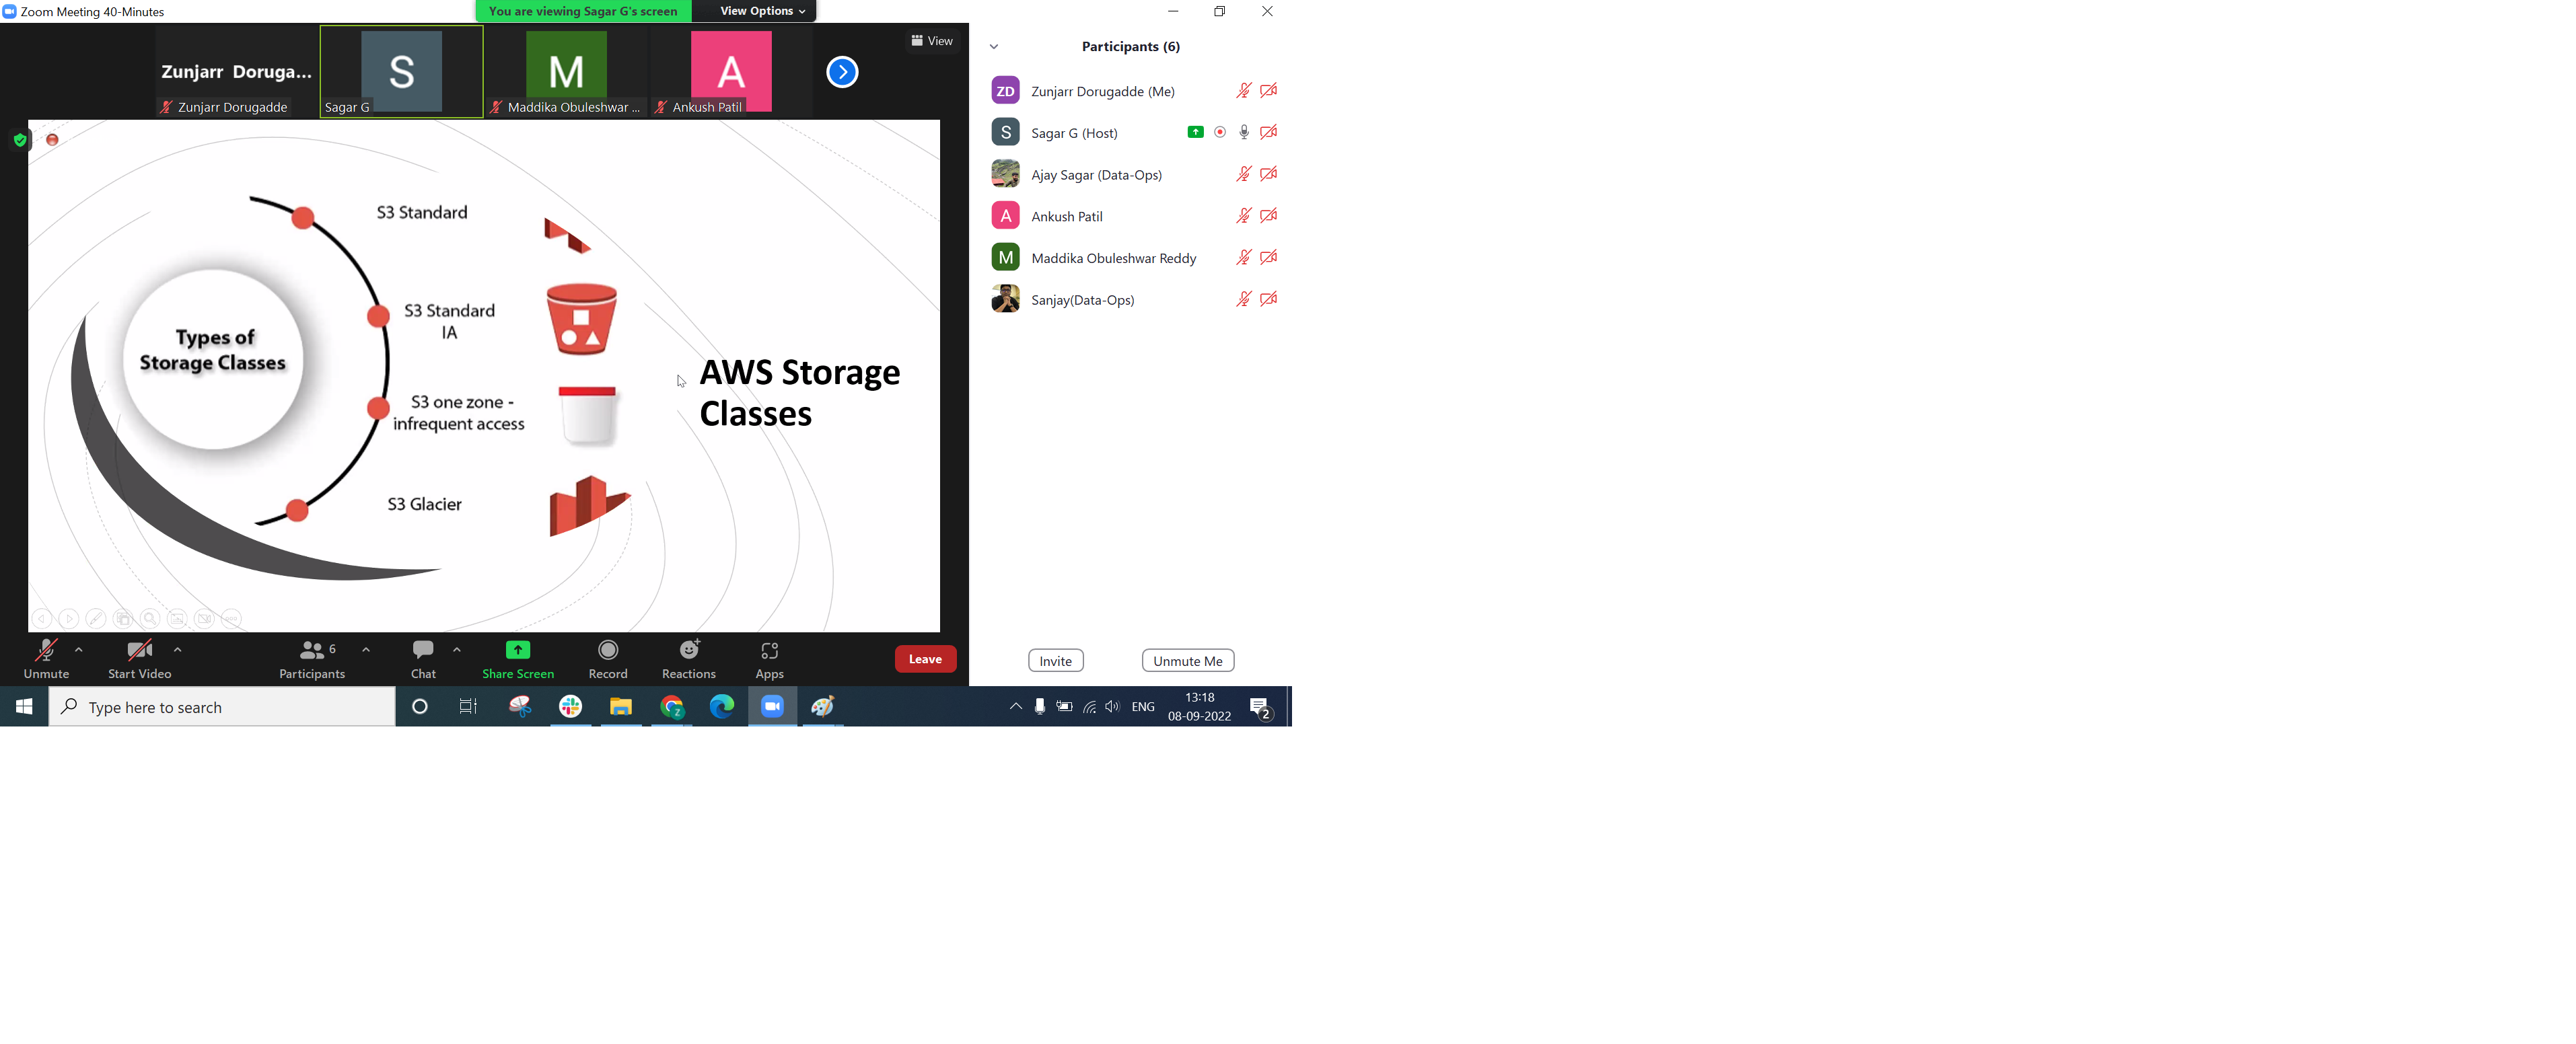 Zoom Meeting 40-Minutes
You are viewing Sagar G's screen
View Options
View
Zunjarr Doruga...
S
M
A
Zunjarr Dorugadde
Sagar G
Maddika Obuleshwar ...
Ankush Patil
Types of
Storage Classes
S3 Standard
S3 Standard
IA
S3 one zone -
infrequent access
S3 Glacier
AWS Storage
Classes
Participants (6)
ZD
Zunjarr Dorugadde (Me)
S
Sagar G (Host)
Ajay Sagar (Data-Ops)
A
Ankush Patil
M
Maddika Obuleshwar Reddy
Sanjay(Data-Ops)
Invite
Unmute Me
Unmute
Start Video
6
Participants
Chat
Share Screen
Record
Reactions
Apps
Leave
Type here to search
Z
ENG
13:18
08-09-2022
2